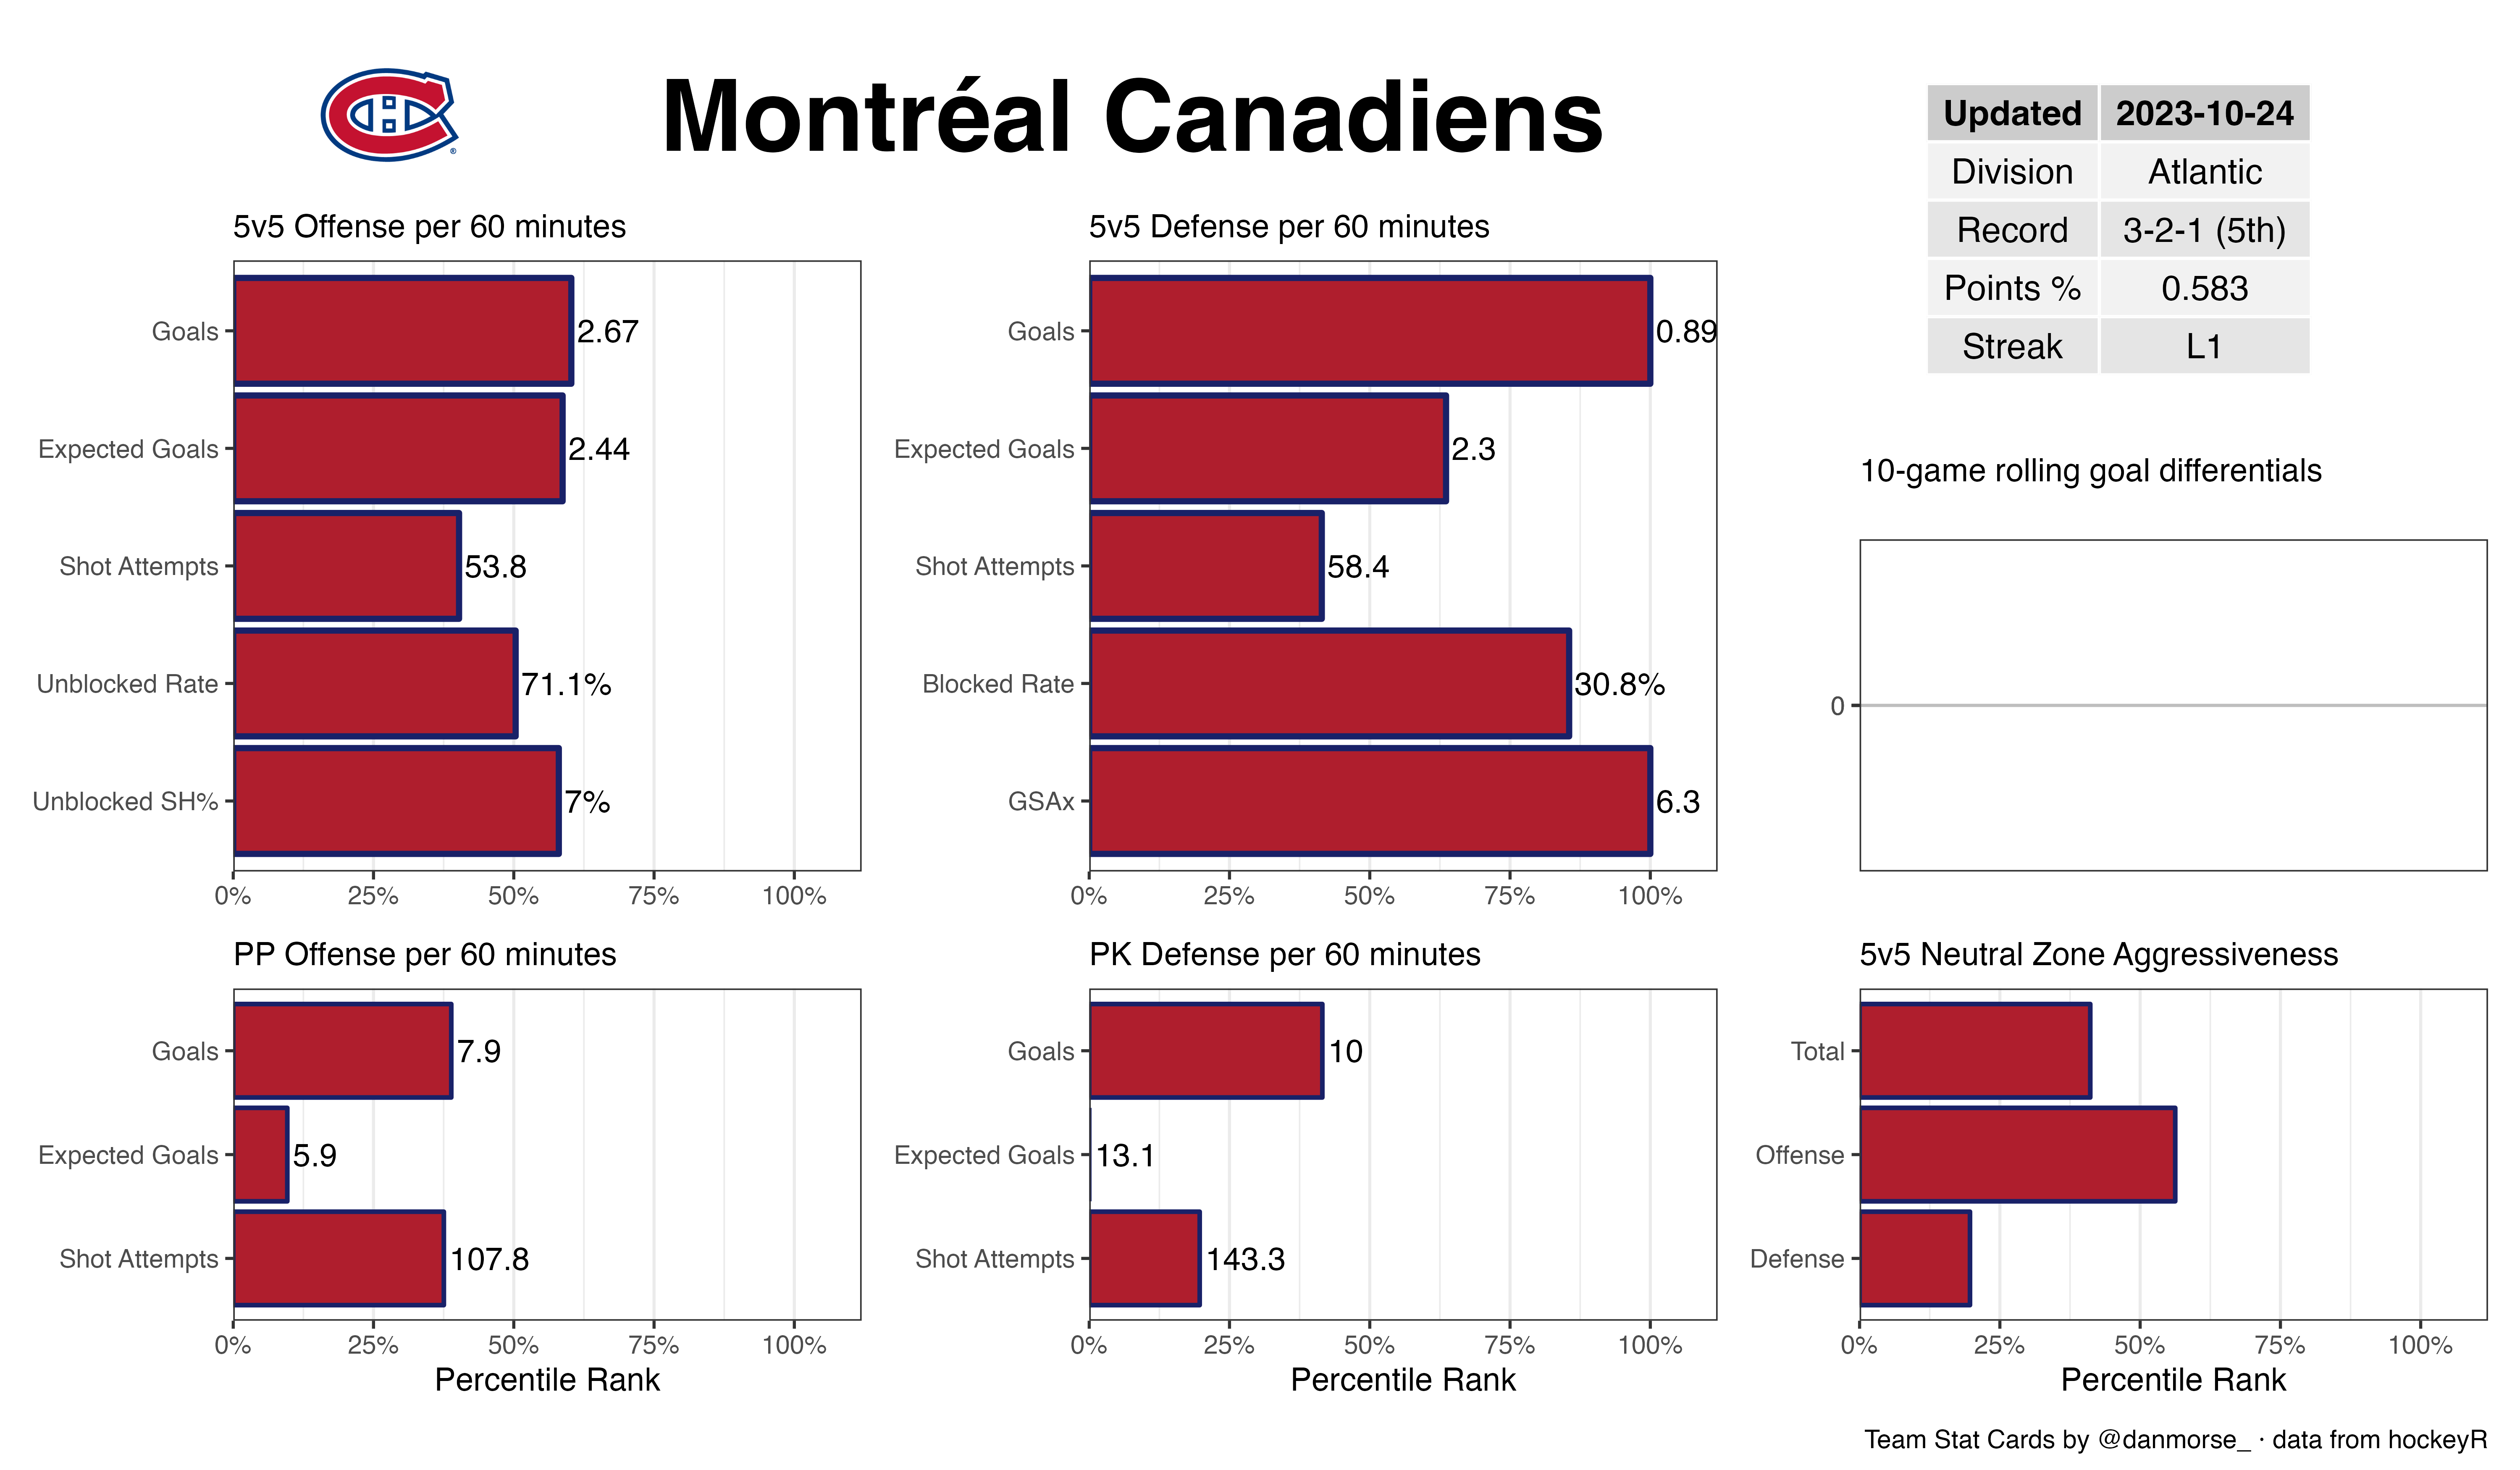 Montréal Canadiens
Updated 2023-10-24
Division Atlantic
Record 3-2-1 (5th)
Points % 0.583
Streak L1
5v5 Offense per 60 minutes
Goals 2.67
Expected Goals 2.44
Shot Attempts 53.8
Unblocked Rate 71.1%
Unblocked SH% 7%
0% 25% 50% 75% 100%
5v5 Defense per 60 minutes
Goals 0.89
Expected Goals 2.3
Shot Attempts 58.4
Blocked Rate 30.8%
GSAx 6.3
0% 25% 50% 75% 100%
10-game rolling goal differentials
0
PP Offense per 60 minutes
Goals 7.9
Expected Goals 5.9
Shot Attempts 107.8
0% 25% 50% 75% 100%
Percentile Rank
PK Defense per 60 minutes
Goals 10
Expected Goals 13.1
Shot Attempts 143.3
0% 25% 50% 75% 100%
Percentile Rank
5v5 Neutral Zone Aggressiveness
Total
Offense
Defense
0% 25% 50% 75% 100%
Percentile Rank
Team Stat Cards by @danmorse_ · data from hockeyR